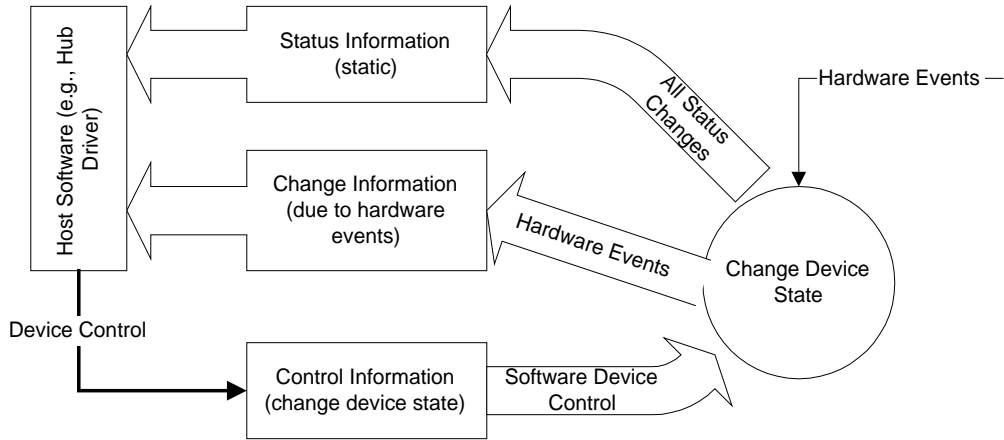 Host Software (e.g., Hub
Driver)
Status Information
(static)
All Status
Changes
Hardware Events
Change Information
(due to hardware
events)
Hardware Events
Change Device
State
Device Control
Control Information
(change device state)
Software Device
Control